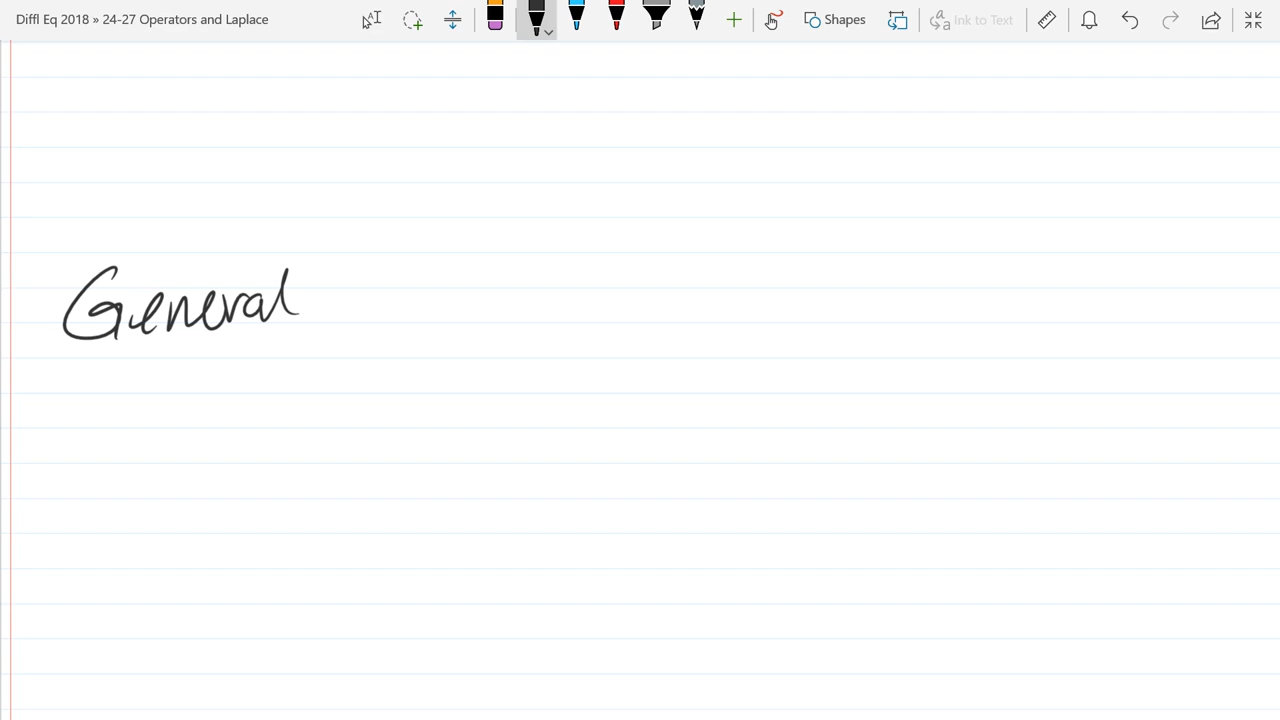 Diffl Eq 2018 » 24-27 Operators and Laplace
Shapes
Ink to Text
General